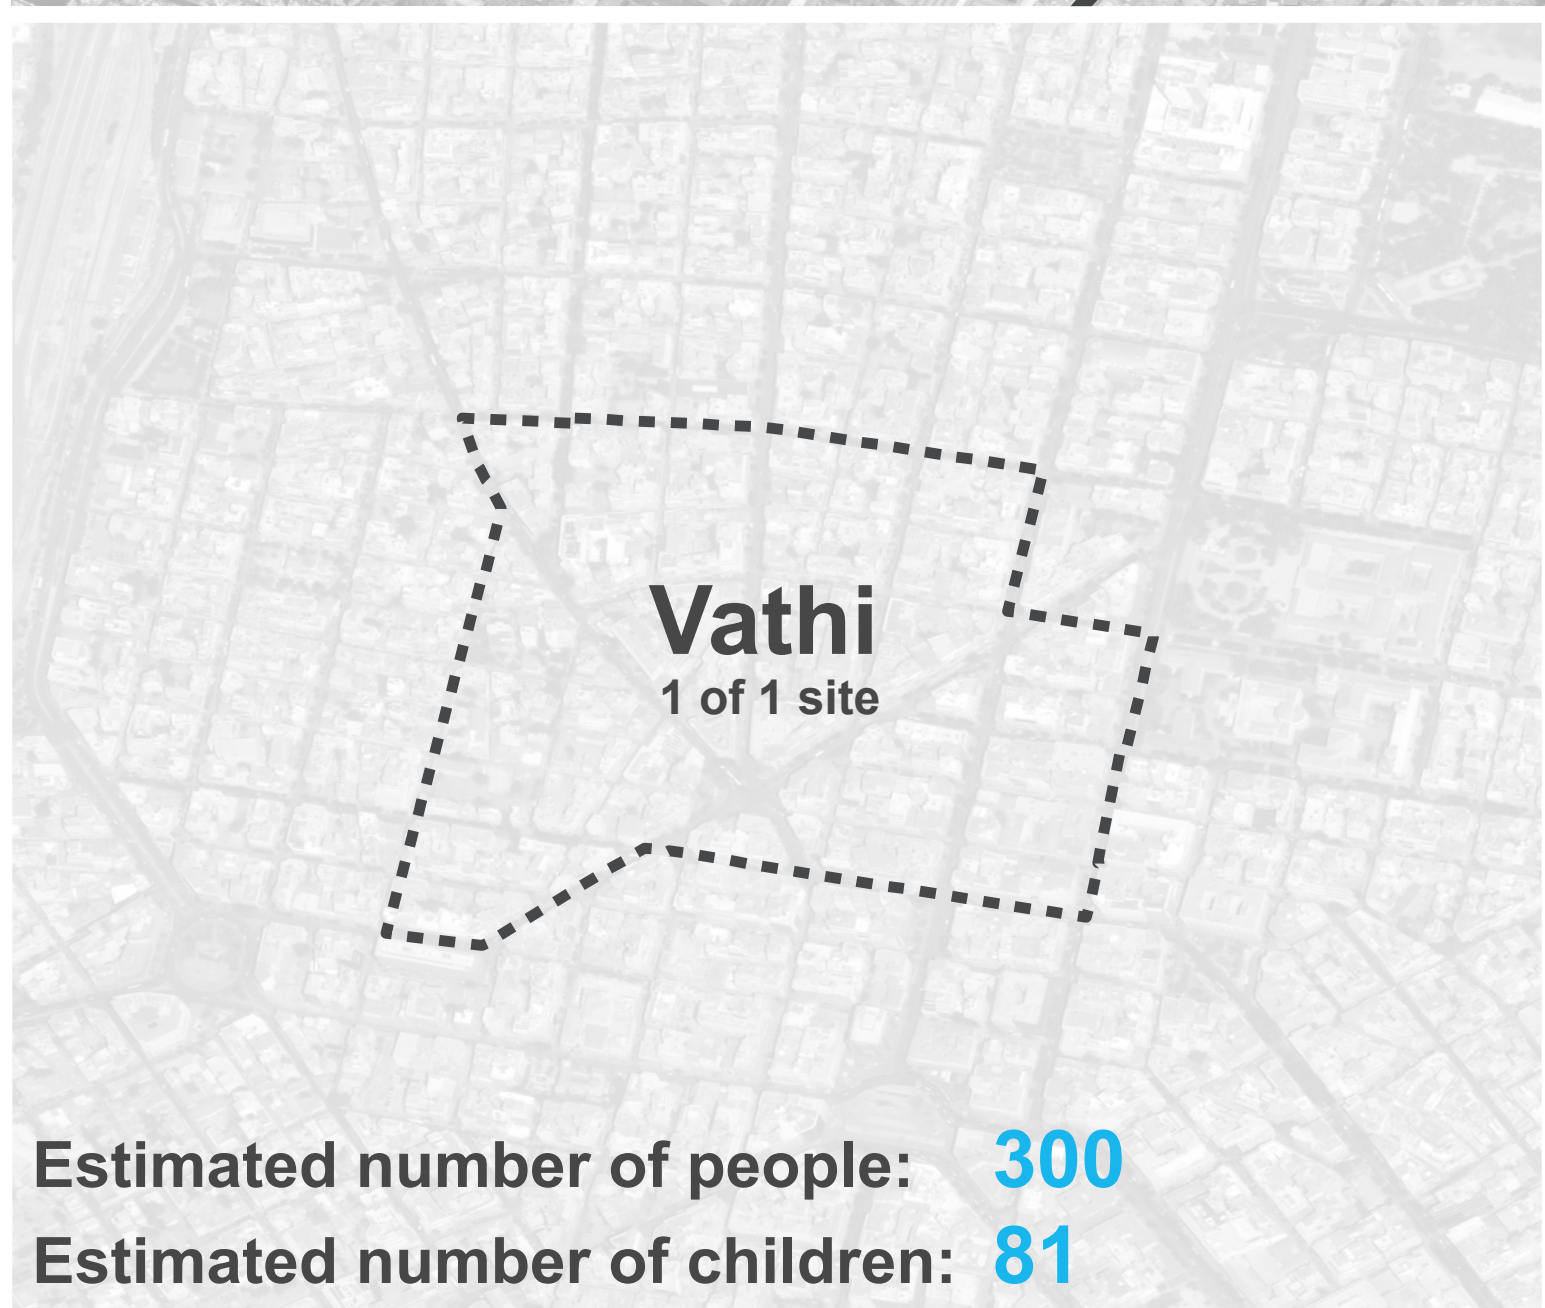 Vathi
1 of 1 site
Estimated number of people: 300
Estimated number of children: 81